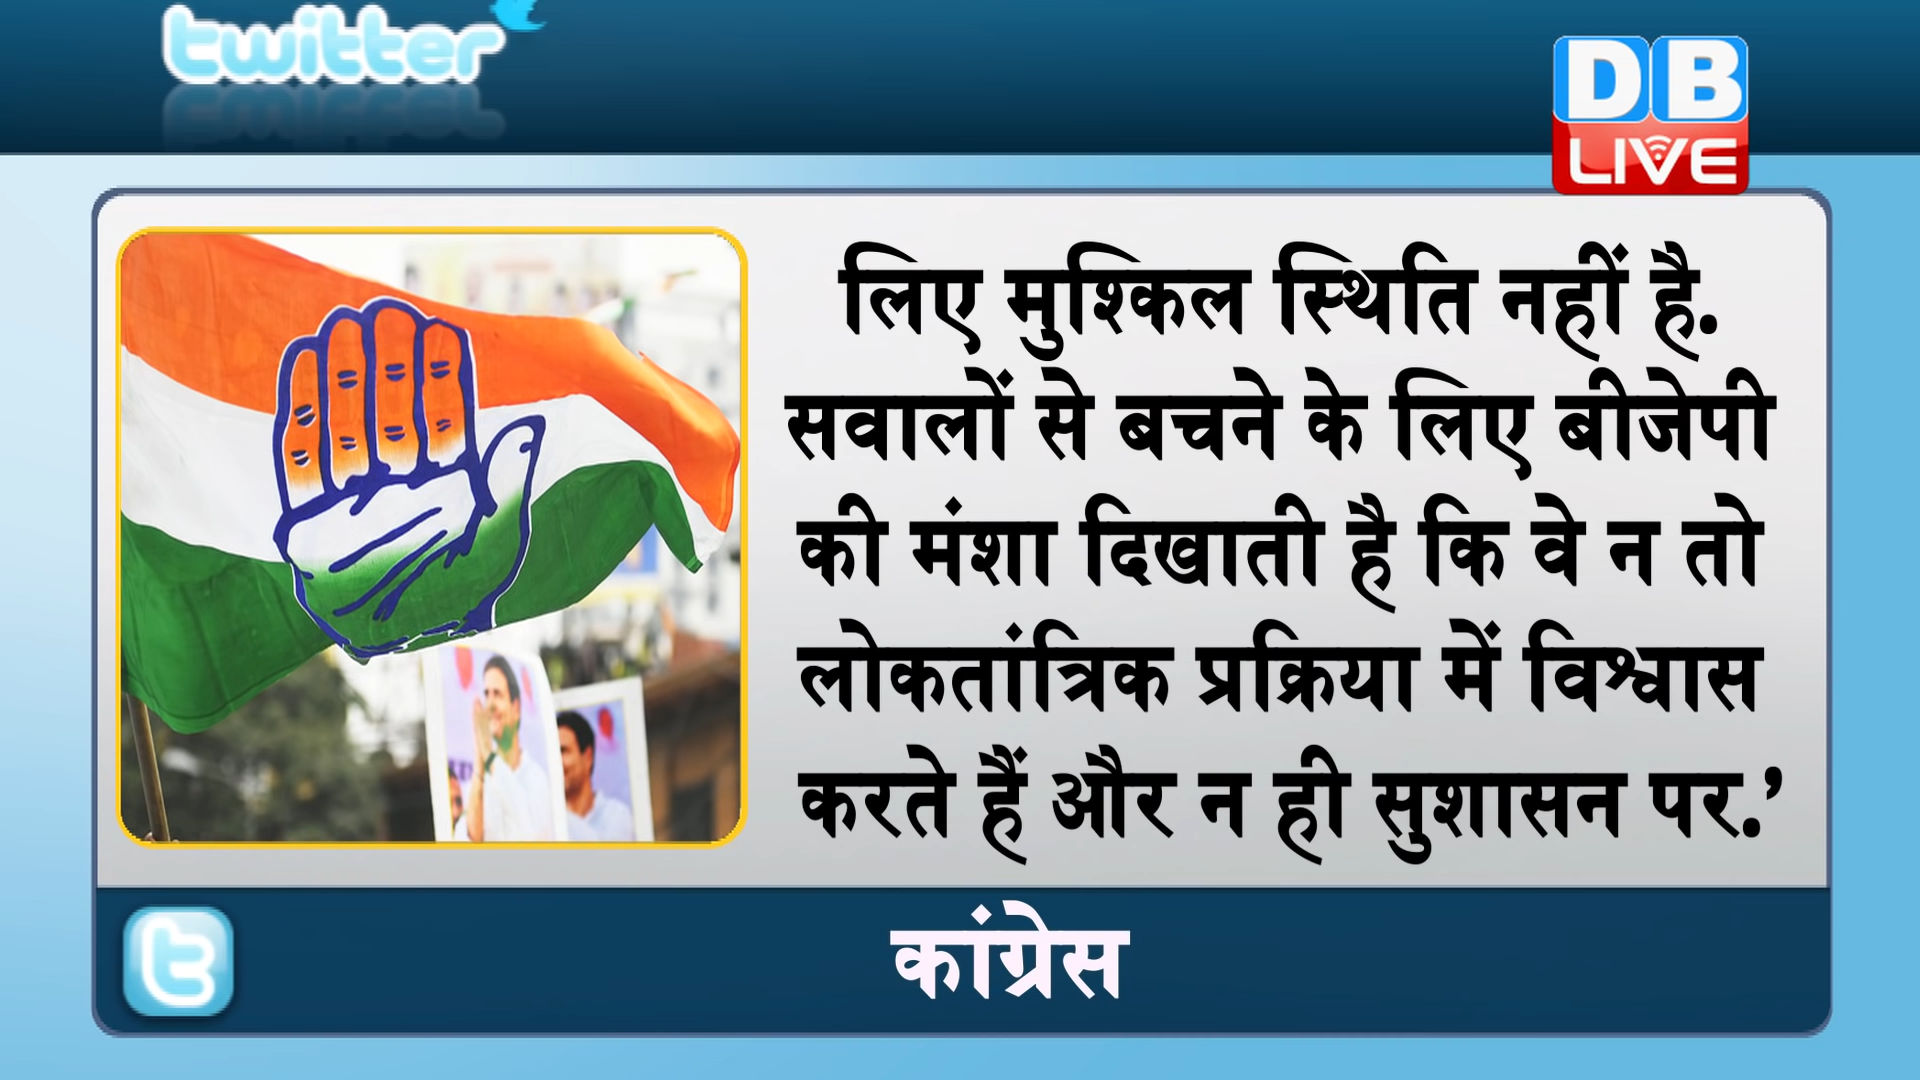 twitter
DB
LIVE
लिए मुश्किल स्थिति नहीं है.
सवालों से बचने के लिए बीजेपी
की मंशा दिखाती है कि वे न तो
लोकतांत्रिक प्रक्रिया में विश्वास
करते हैं और न ही सुशासन पर.’
t
कांग्रेस